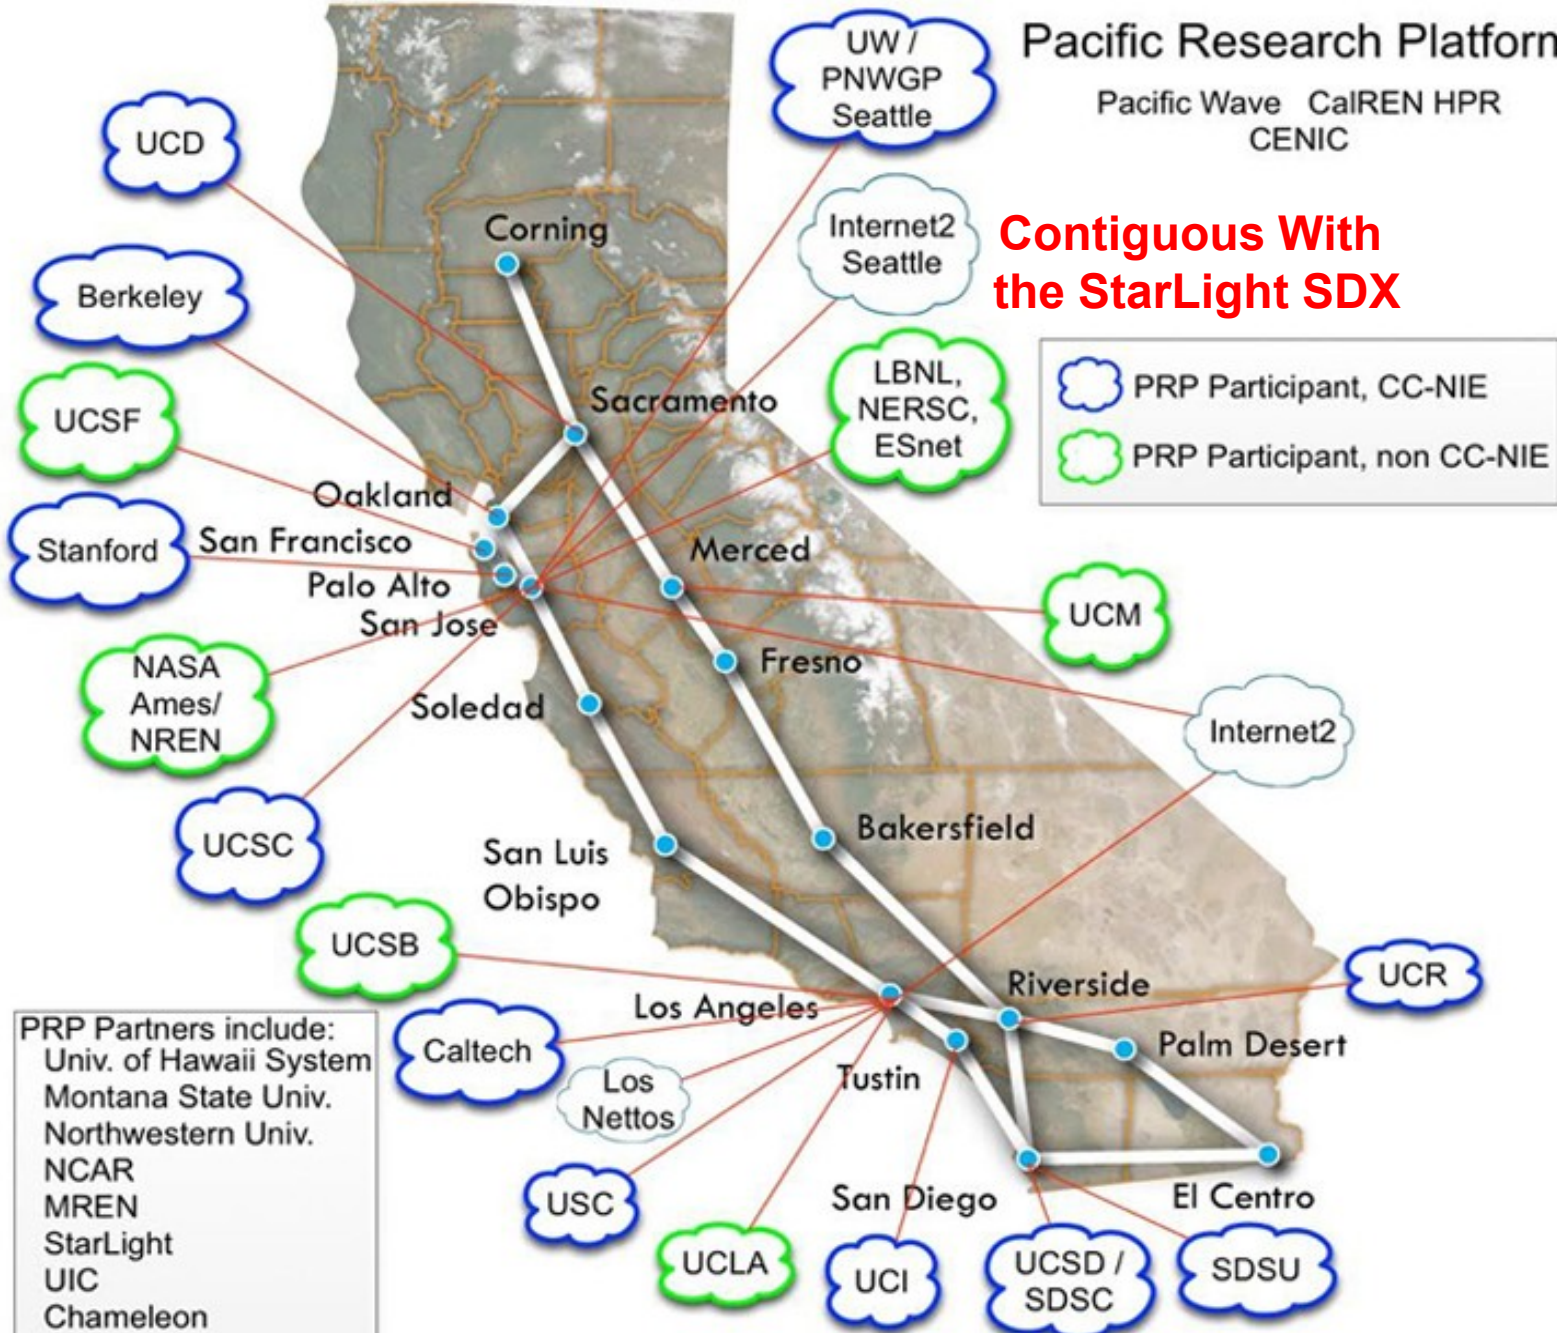 Pacific Research Platform
Pacific Wave CalREN HPR
CENIC
UW /
PNWGP
Seattle
UCD
Internet2
Seattle
Contiguous With
the StarLight SDX
Corning
Berkeley
LBNL,
NERSC,
ESnet
PRP Participant, CC-NIE
PRP Participant, non CC-NIE
UCSF
Sacramento
Oakland
Stanford
San Francisco
Merced
Palo Alto
San Jose
UCM
NASA
Ames/
NREN
Fresno
Soledad
Internet2
UCSC
Bakersfield
San Luis
Obispo
UCSB
Riverside
UCR
Los Angeles
Caltech
Palm Desert
Los
Nettos
Tustin
USC
San Diego
El Centro
UCLA
UCI
UCSD /
SDSC
SDSU
PRP Partners include:
Univ. of Hawaii System
Montana State Univ.
Northwestern Univ.
NCAR
MREN
StarLight
UIC
Chameleon